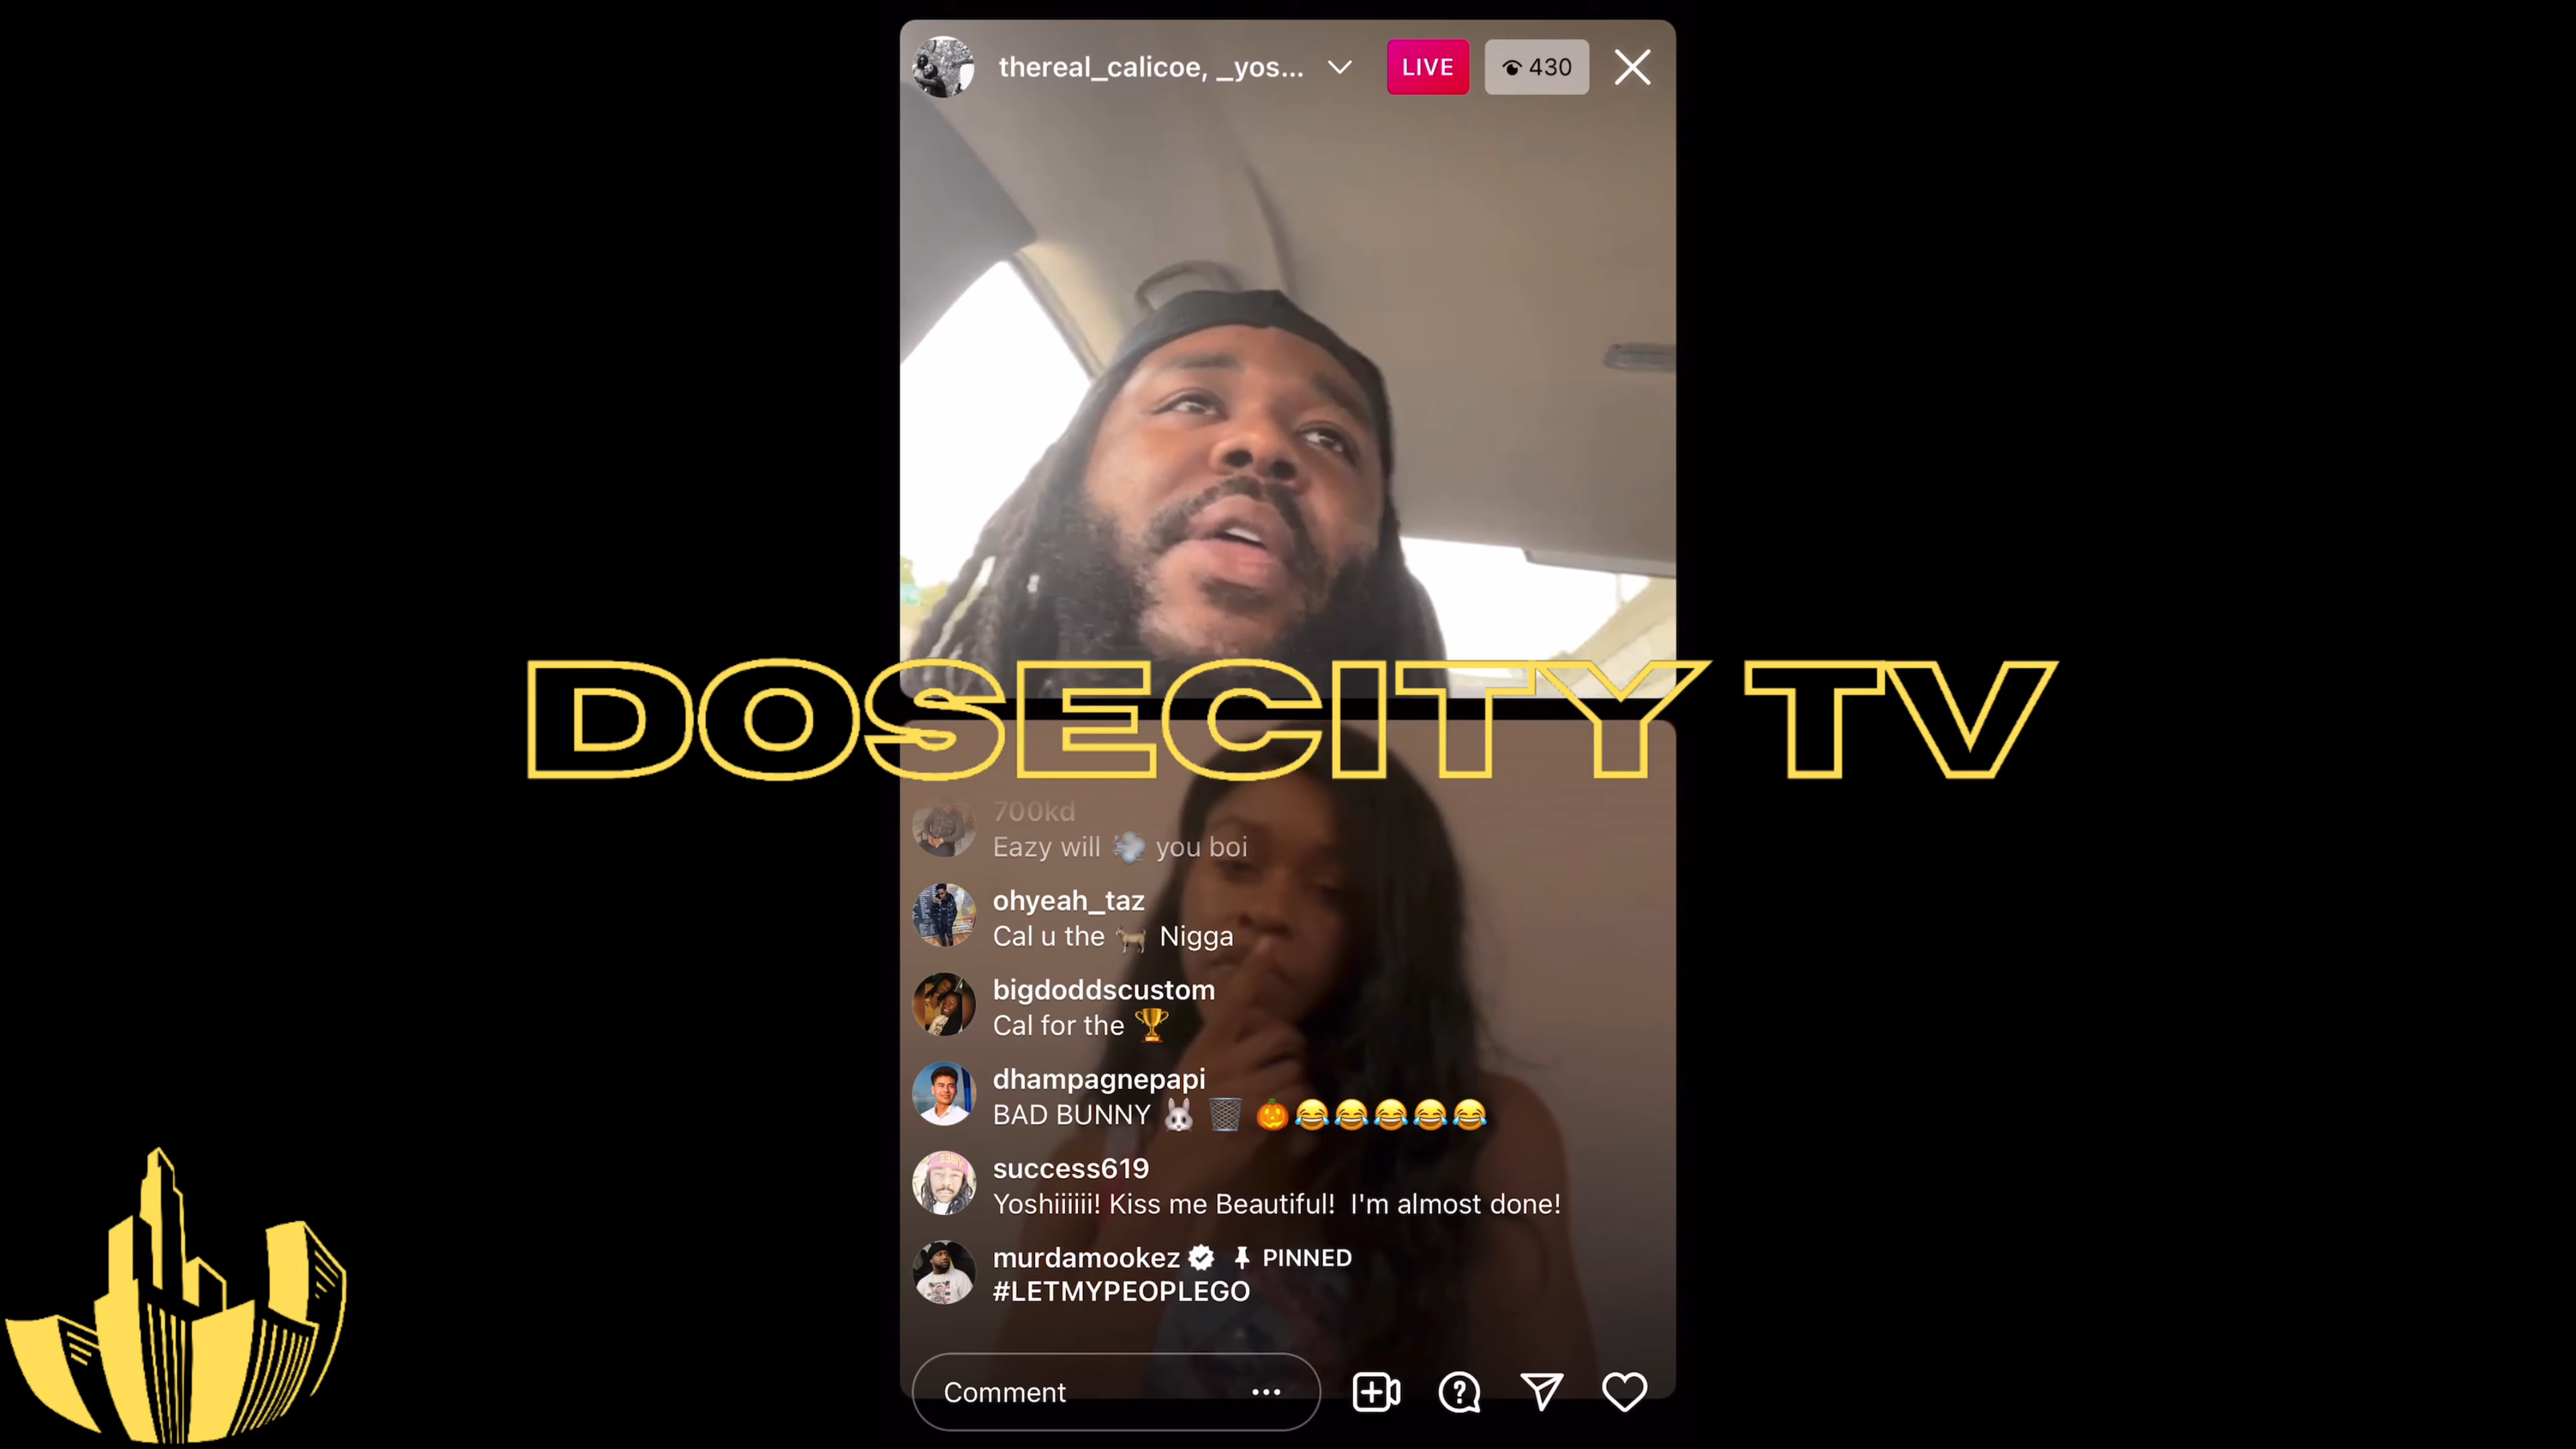 thereal_calicoe, _yos...
LIVE
430
DOSECITY TV
700kd
Eazy will 💨 you boi
ohyeah_taz
Cal u the 🐐 Nigga
bigdoddscustom
Cal for the 🏆
dhampagnepapi
BAD BUNNY 🐰 🗑️ 🎃😂😂😂😂😂
success619
Yoshiiiiii! Kiss me Beautiful! I'm almost done!
murdamookez PINNED
#LETMYPEOPLEGO
Comment ...